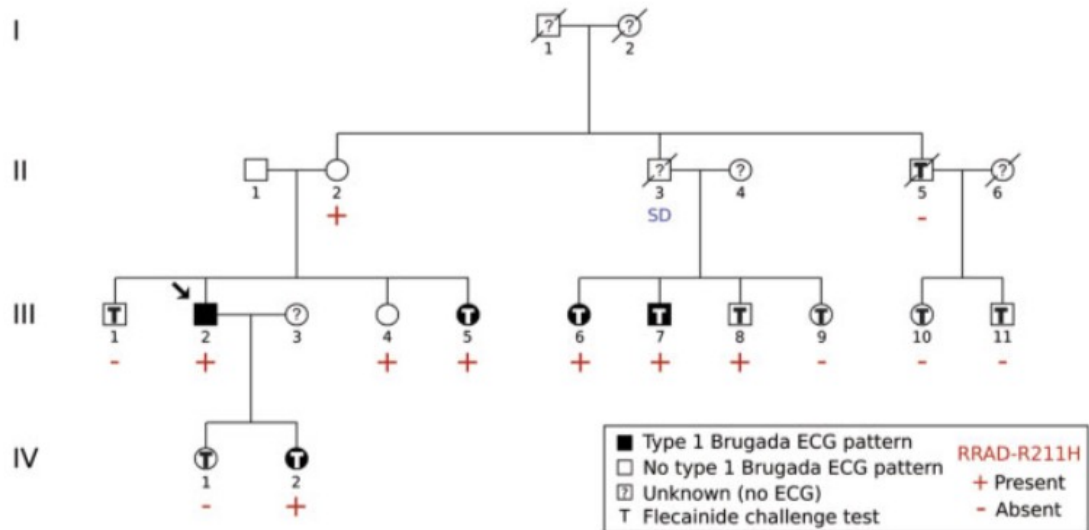 I
? ?
1 2
II
? ? T ?
1 2 3 4 5 6
+ SD -
III
T ? T T T T T T T
1 2 3 4 5 6 7 8 9 10 11
- + + + + + + - - -
IV
T T
1 2
- +
Type 1 Brugada ECG pattern
No type 1 Brugada ECG pattern
? Unknown (no ECG)
T Flecainide challenge test
RRAD-R211H
+ Present
- Absent